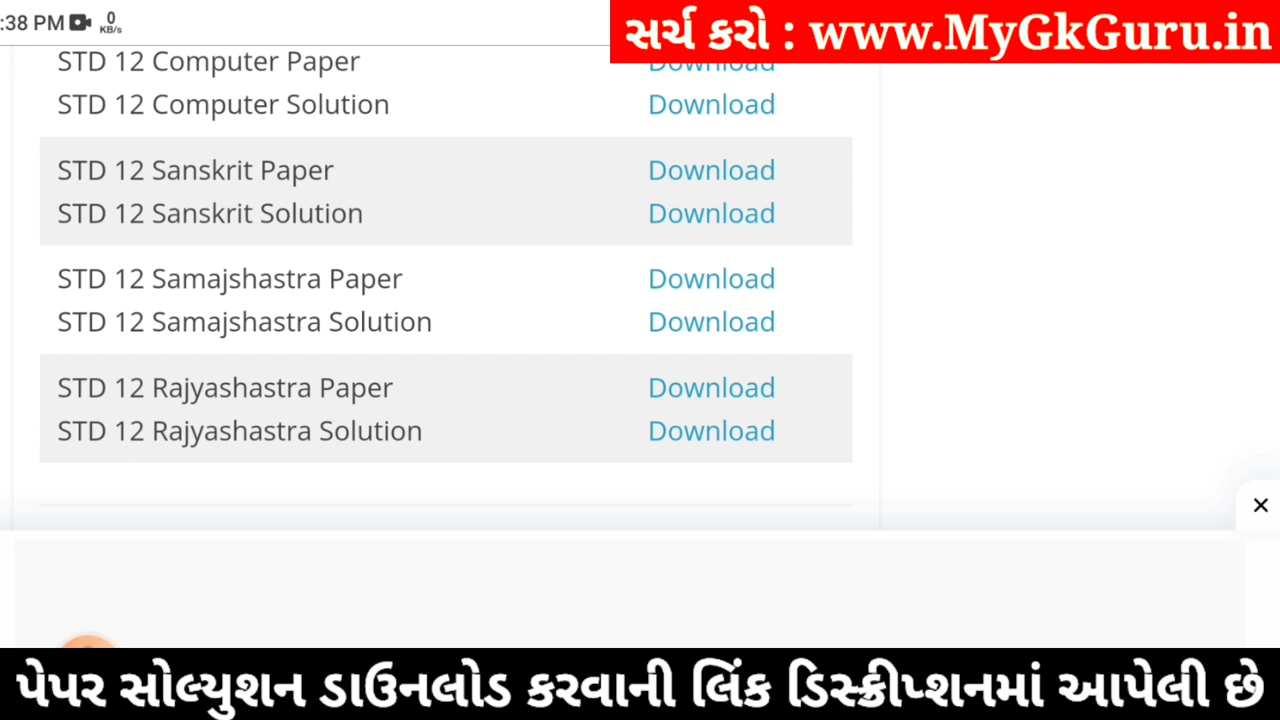 :38 PM 0 KB/s
સર્ચ કરો : www.MyGkGuru.in
STD 12 Computer Paper Download
STD 12 Computer Solution Download
STD 12 Sanskrit Paper Download
STD 12 Sanskrit Solution Download
STD 12 Samajshastra Paper Download
STD 12 Samajshastra Solution Download
STD 12 Rajyashastra Paper Download
STD 12 Rajyashastra Solution Download
પેપર સોલ્યુશન ડાઉનલોડ કરવાની લિંક ડિસ્ક્રીપ્શનમાં આપેલી છે